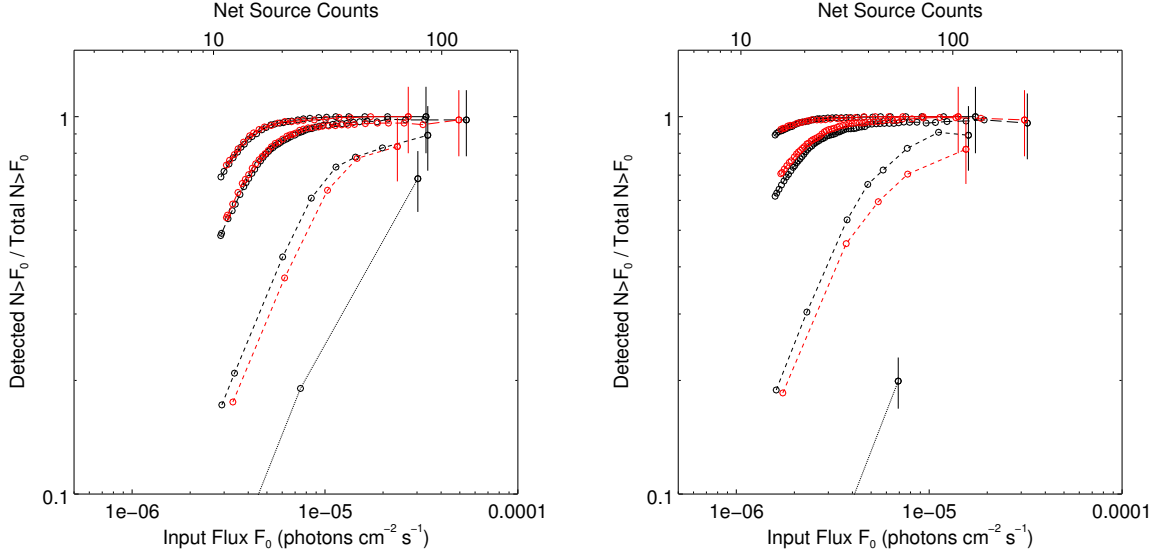 Net Source Counts
10 100
1
0.1
Detected N>F₀ / Total N>F₀
1e−06 1e−05 0.0001
Input Flux F₀ (photons cm⁻² s⁻¹)
Net Source Counts
10 100
1
0.1
Detected N>F₀ / Total N>F₀
1e−06 1e−05 0.0001
Input Flux F₀ (photons cm⁻² s⁻¹)